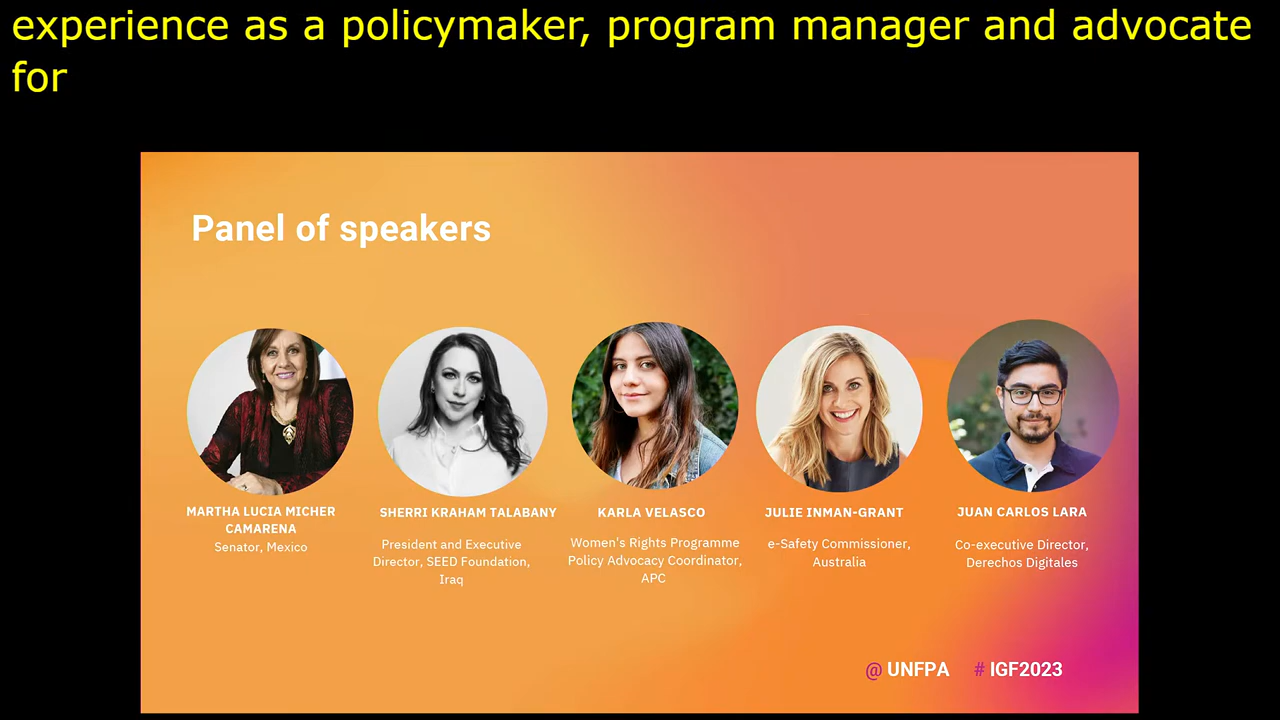 experience as a policymaker, program manager and advocate
for
Panel of speakers
MARTHA LUCIA MICHER
CAMARENA
Senator, Mexico
SHERRI KRAHAM TALABANY
President and Executive
Director, SEED Foundation,
Iraq
KARLA VELASCO
Women's Rights Programme
Policy Advocacy Coordinator,
APC
JULIE INMAN-GRANT
e-Safety Commissioner,
Australia
JUAN CARLOS LARA
Co-executive Director,
Derechos Digitales
@ UNFPA # IGF2023